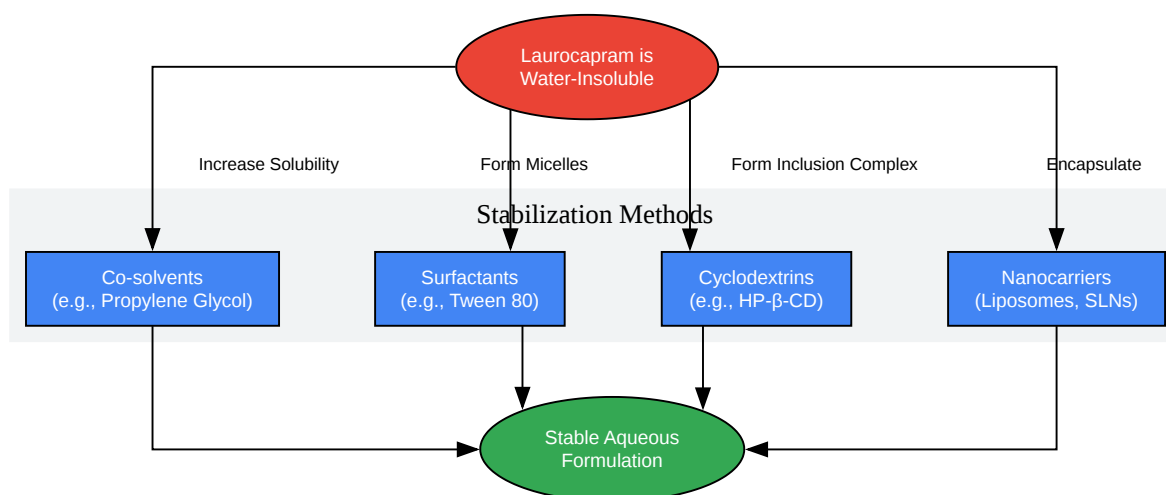 Laurocapram is
Water-Insoluble
Increase Solubility
Form Micelles
Form Inclusion Complex
Encapsulate
Stabilization Methods
Co-solvents
(e.g., Propylene Glycol)
Surfactants
(e.g., Tween 80)
Cyclodextrins
(e.g., HP-β-CD)
Nanocarriers
(Liposomes, SLNs)
Stable Aqueous
Formulation